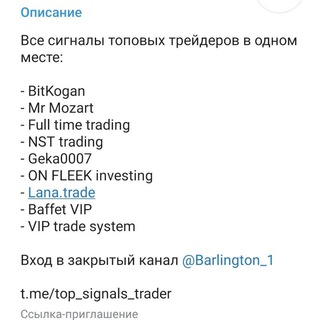 Описание
Все сигналы топовых трейдеров в одном
месте:
- BitKogan
- Mr Mozart
- Full time trading
- NST trading
- Geka0007
- ON FLEEK investing
- Lana.trade
- Baffet VIP
- VIP trade system
Вход в закрытый канал @Barlington_1
t.me/top_signals_trader
Ссылка-приглашение